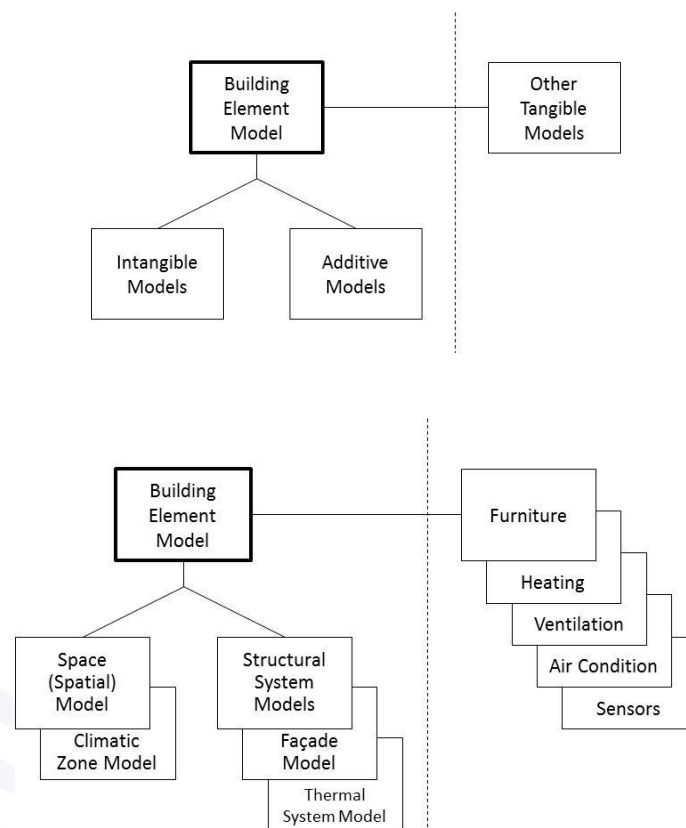 Building
Element
Model
Other
Tangible
Models
Intangible
Models
Additive
Models
Building
Element
Model
Furniture
Heating
Ventilation
Air Condition
Sensors
Space
(Spatial)
Model
Climatic
Zone Model
Structural
System
Models
Façade
Model
Thermal
System Model